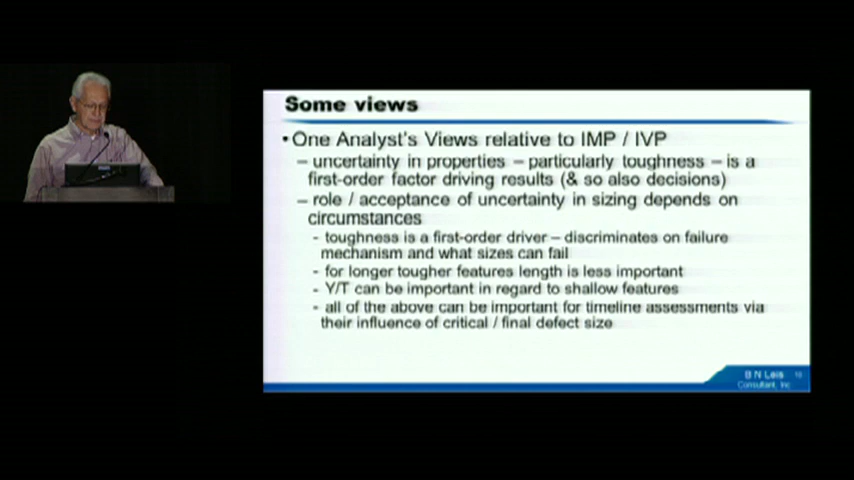 Some views
•One Analyst's Views relative to IMP / IVP
– uncertainty in properties – particularly toughness – is a
first-order factor driving results (& so also decisions)
– role / acceptance of uncertainty in sizing depends on
circumstances
- toughness is a first-order driver – discriminates on failure
mechanism and what sizes can fail
- for longer tougher features length is less important
- Y/T can be important in regard to shallow features
- all of the above can be important for timeline assessments via
their influence of critical / final defect size
B N Leis
Consultant, Inc